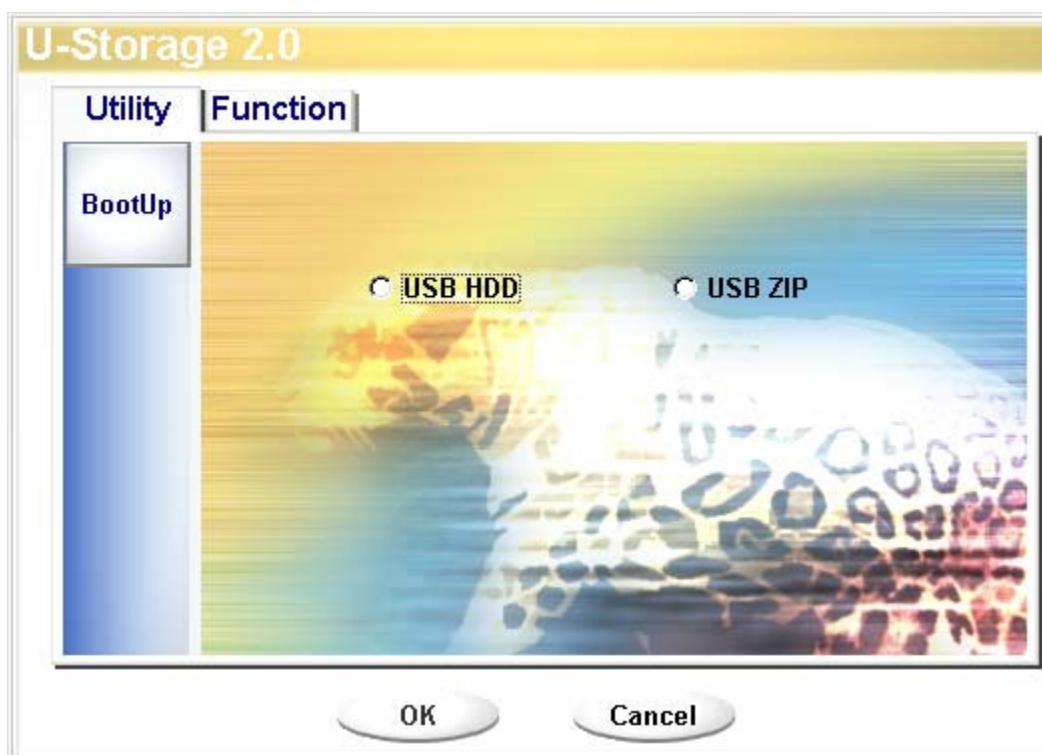 U-Storage 2.0
Utility Function
BootUp
USB HDD USB ZIP
OK Cancel